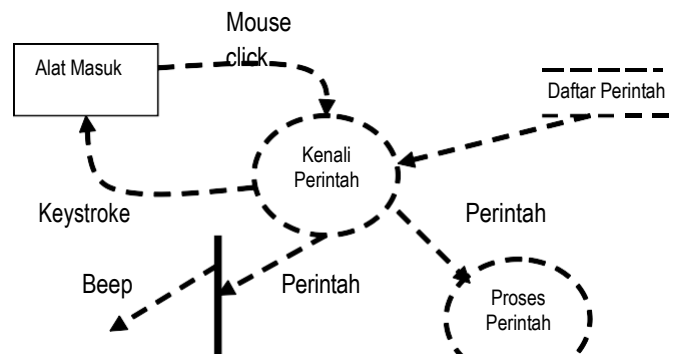 Mouse
click
Alat Masuk
Daftar Perintah
Kenali
Perintah
Keystroke
Perintah
Beep
Perintah
Proses
Perintah